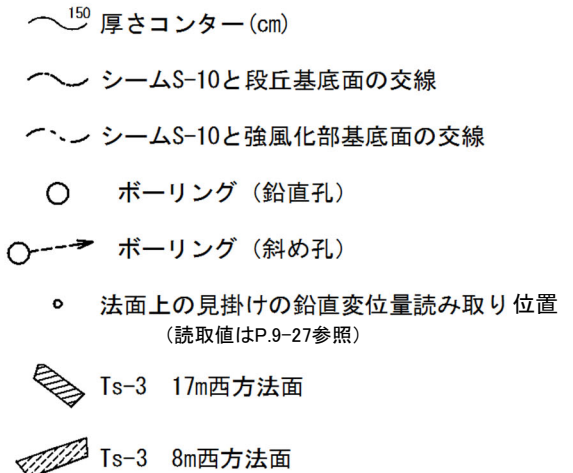 150 厚さコンター(cm)
シームS-10と段丘基底面の交線
シームS-10と強風化部基底面の交線
ボーリング（鉛直孔）
ボーリング（斜め孔）
法面上の見掛けの鉛直変位量読み取り位置
（読取値はP.9-27参照）
Ts-3　17m西方法面
Ts-3　8m西方法面